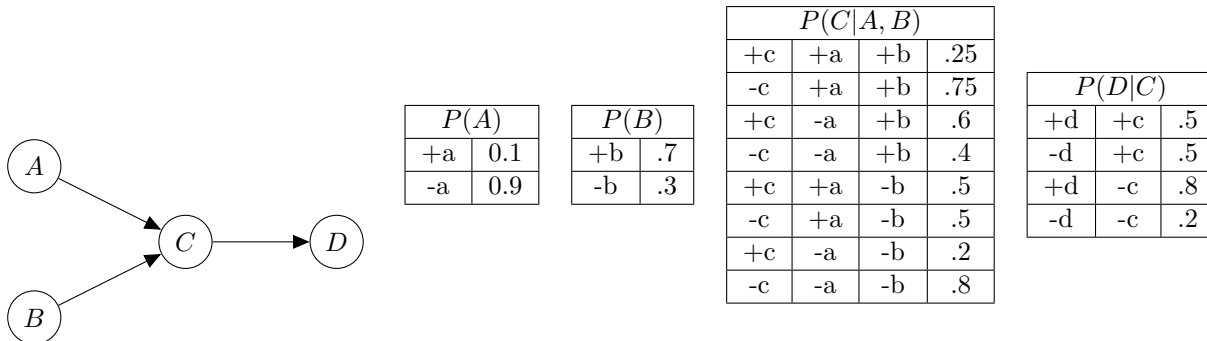 A
B
C
D
P(A)
+a 0.1
-a 0.9
P(B)
+b .7
-b .3
P(C|A, B)
+c +a +b .25
-c +a +b .75
+c -a +b .6
-c -a +b .4
+c +a -b .5
-c +a -b .5
+c -a -b .2
-c -a -b .8
P(D|C)
+d +c .5
-d +c .5
+d -c .8
-d -c .2